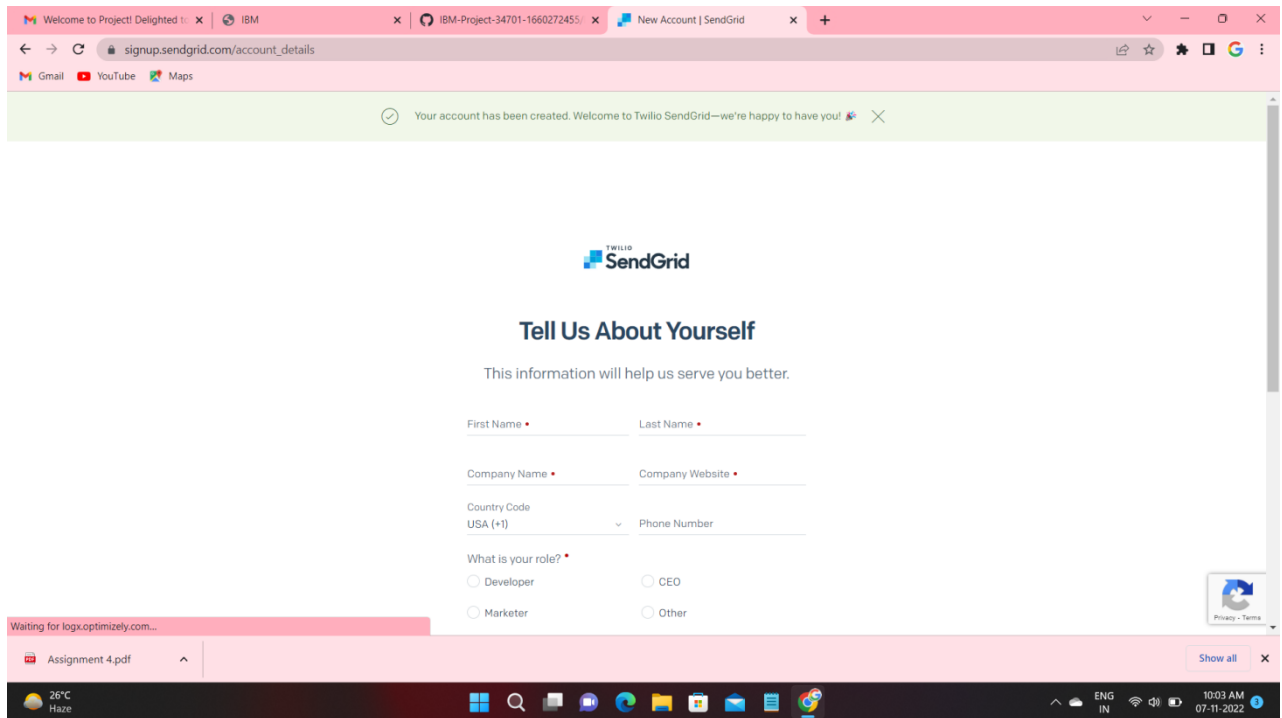 Welcome to Project! Delighted to
IBM
IBM-Project-34701-1660272455/
New Account | SendGrid
signup.sendgrid.com/account_details
Gmail
YouTube
Maps
Your account has been created. Welcome to Twilio SendGrid—we're happy to have you! 🎉
TWILIO
SendGrid
Tell Us About Yourself
This information will help us serve you better.
First Name •
Last Name •
Company Name •
Company Website •
Country Code
USA (+1)
Phone Number
What is your role? •
Developer
CEO
Marketer
Other
Privacy - Terms
Waiting for logx.optimizely.com...
PDF
Assignment 4.pdf
Show all
26°C
Haze
ENG
IN
10:03 AM
07-11-2022
3